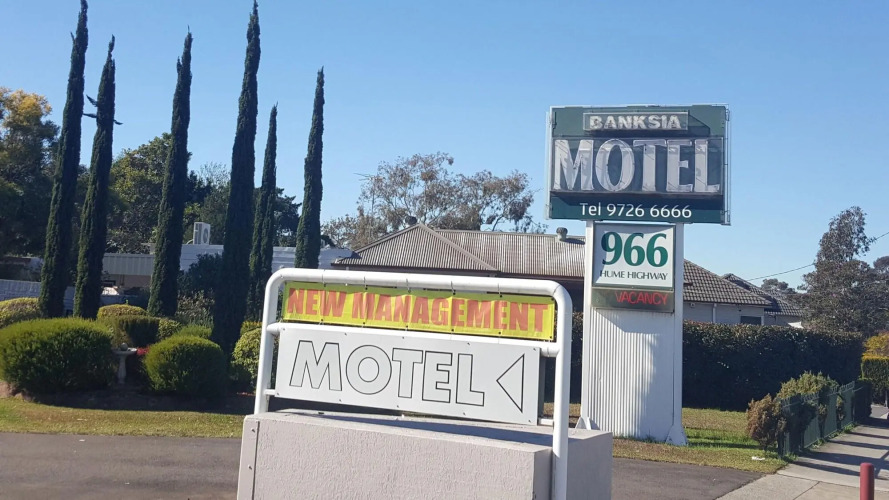 BANKSIA
MOTEL
Tel 9726 6666
966
HUME HIGHWAY
VACANCY
NEW MANAGEMENT
MOTEL